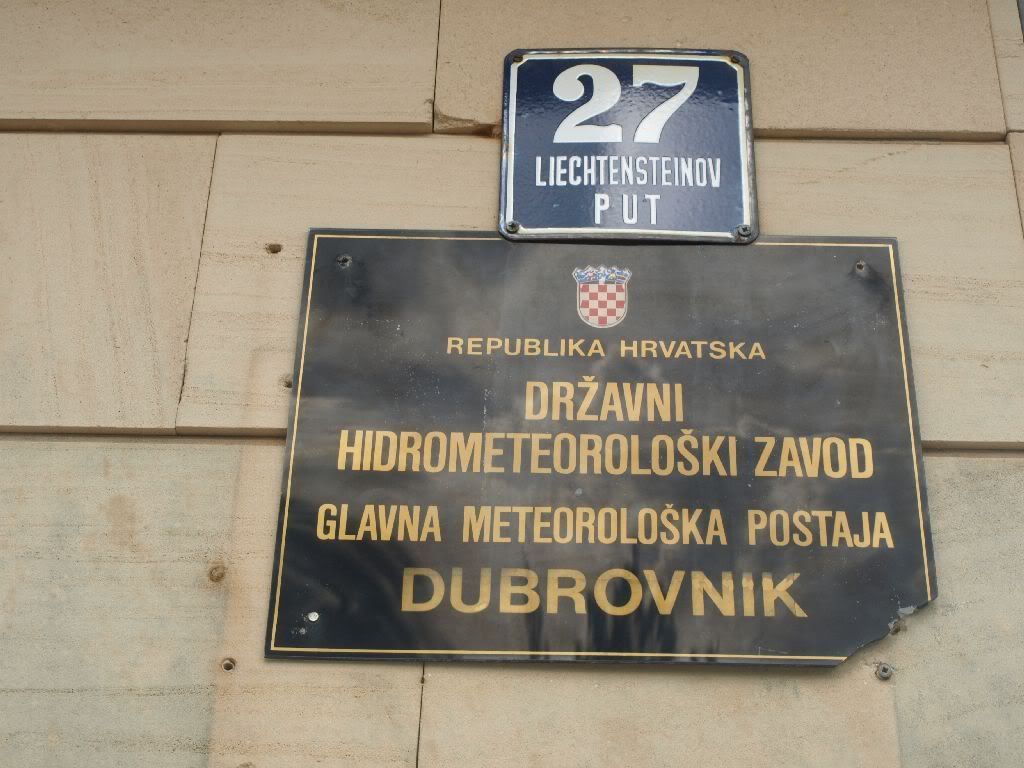 27
LIECHTENSTEINOV
PUT
REPUBLIKA HRVATSKA
DRŽAVNI
HIDROMETEOROLOŠKI ZAVOD
GLAVNA METEOROLOŠKA POSTAJA
DUBROVNIK